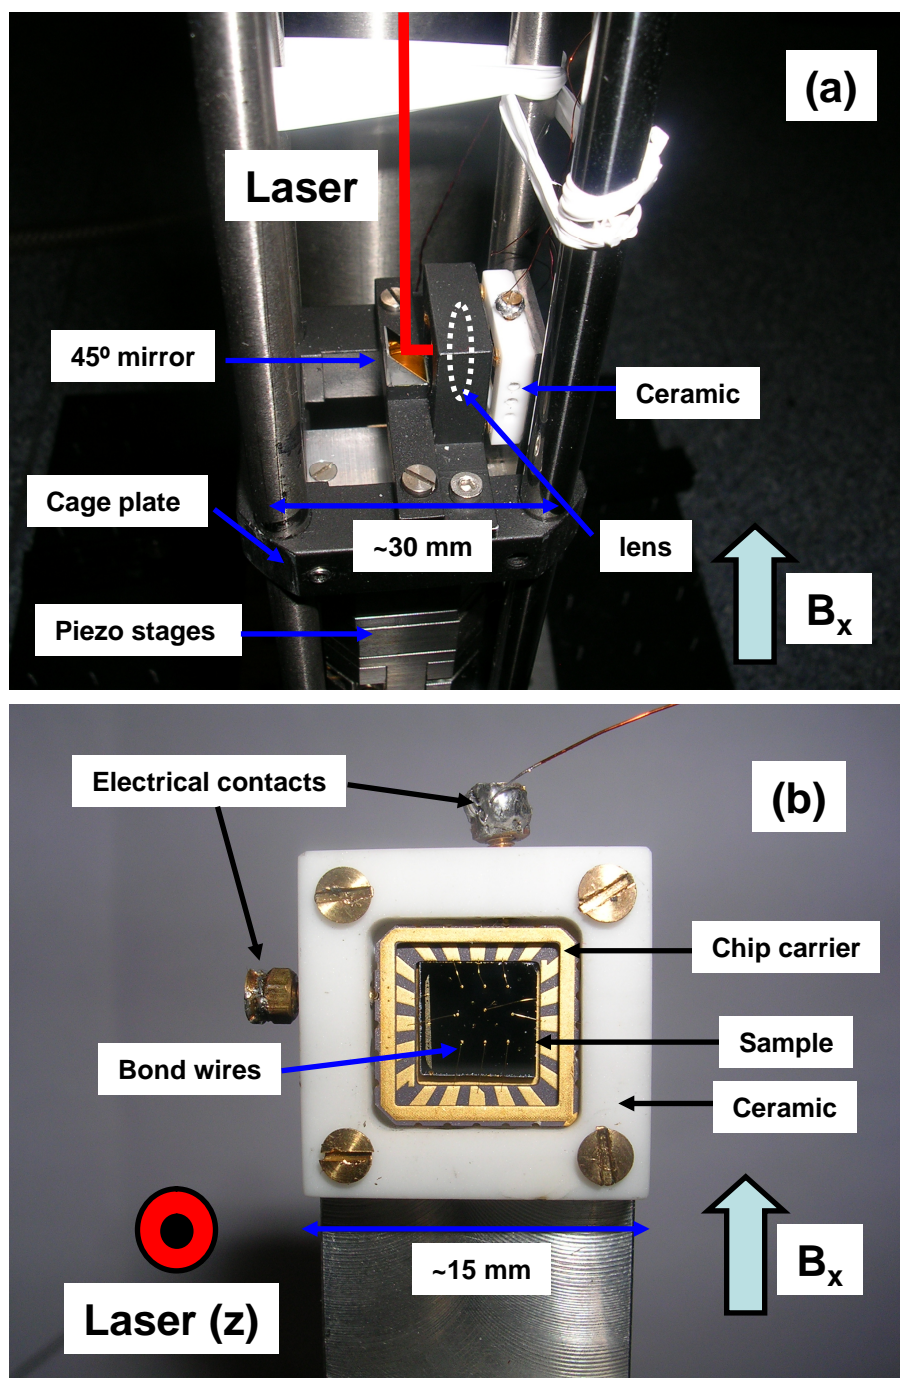 (a)
Laser
45º mirror
Ceramic
Cage plate
~30 mm
lens
Piezo stages
Bx
Electrical contacts
(b)
Chip carrier
Sample
Bond wires
Ceramic
~15 mm
Bx
Laser (z)